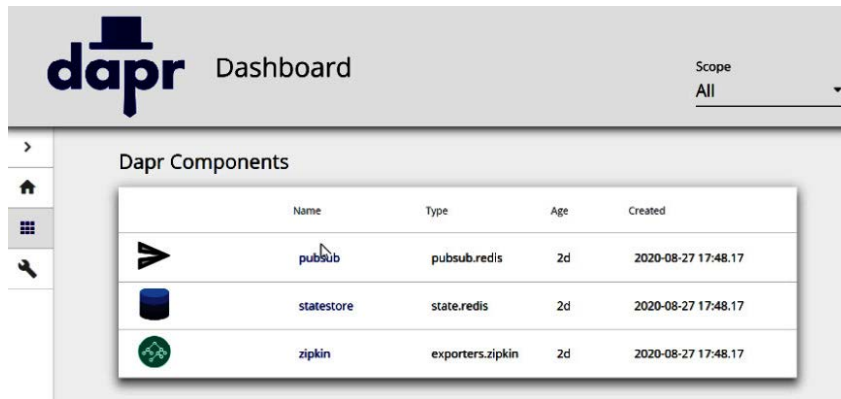 dapr Dashboard
Scope
All
Dapr Components
Name Type Age Created
pubsub pubsub.redis 2d 2020-08-27 17:48.17
statestore state.redis 2d 2020-08-27 17:48.17
zipkin exporters.zipkin 2d 2020-08-27 17:48.17